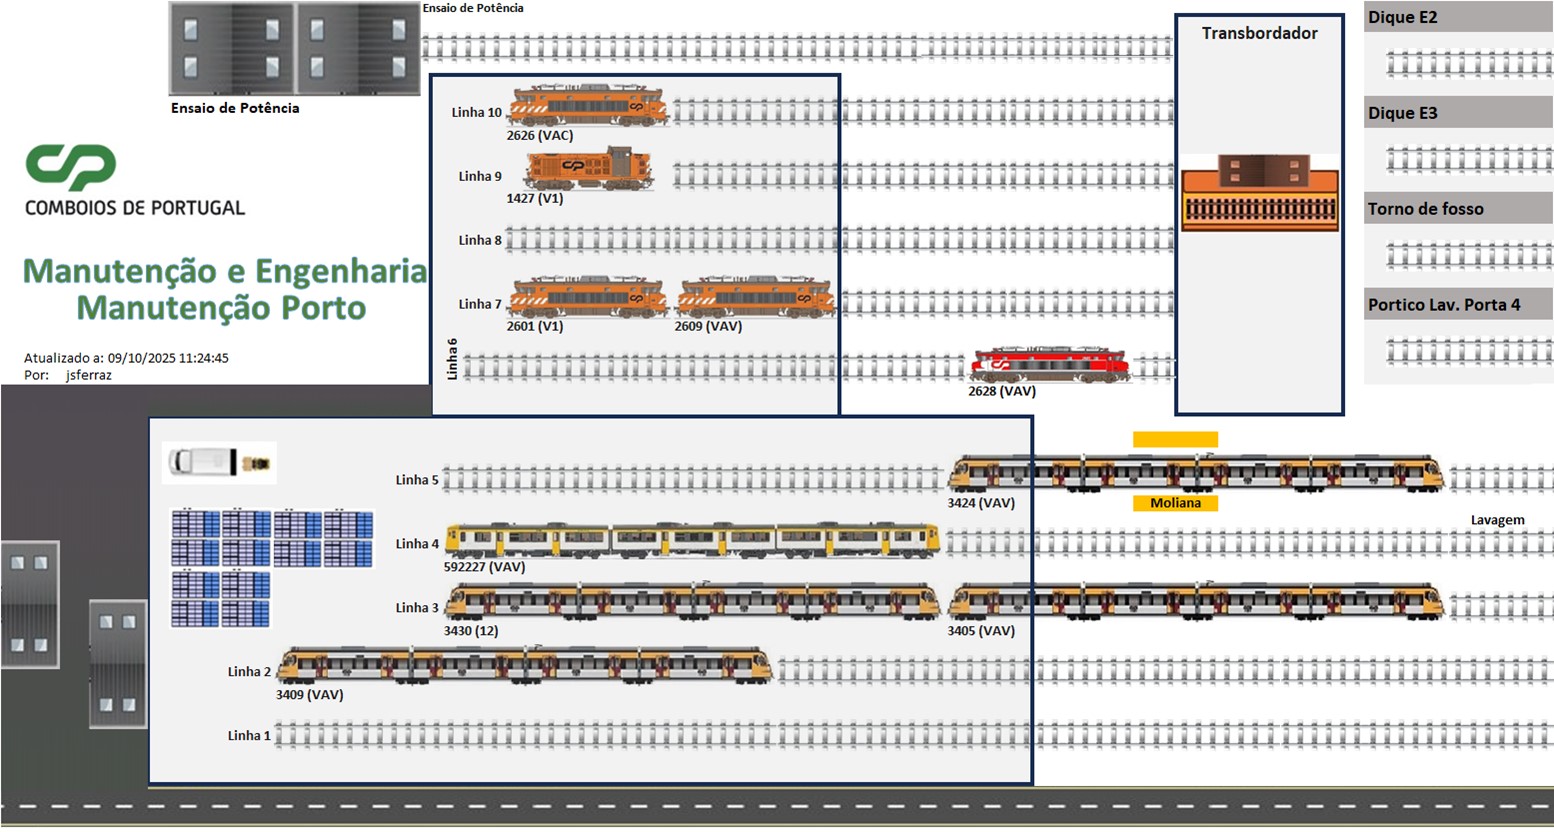 Ensaio de Potência
Ensaio de Potência
Transbordador
Dique E2
Dique E3
Torno de fosso
Portico Lav. Porta 4
CP
COMBOIOS DE PORTUGAL
Manutenção e Engenharia
Manutenção Porto
Atualizado a: 09/10/2025 11:24:45
Por: jsferraz
Linha 10
2626 (VAC)
Linha 9
1427 (V1)
Linha 8
Linha 7
2601 (V1) 2609 (VAV)
Linha 6
2628 (VAV)
Linha 5
3424 (VAV)
Moliana
Lavagem
Linha 4
592227 (VAV)
Linha 3
3430 (12) 3405 (VAV)
Linha 2
3409 (VAV)
Linha 1